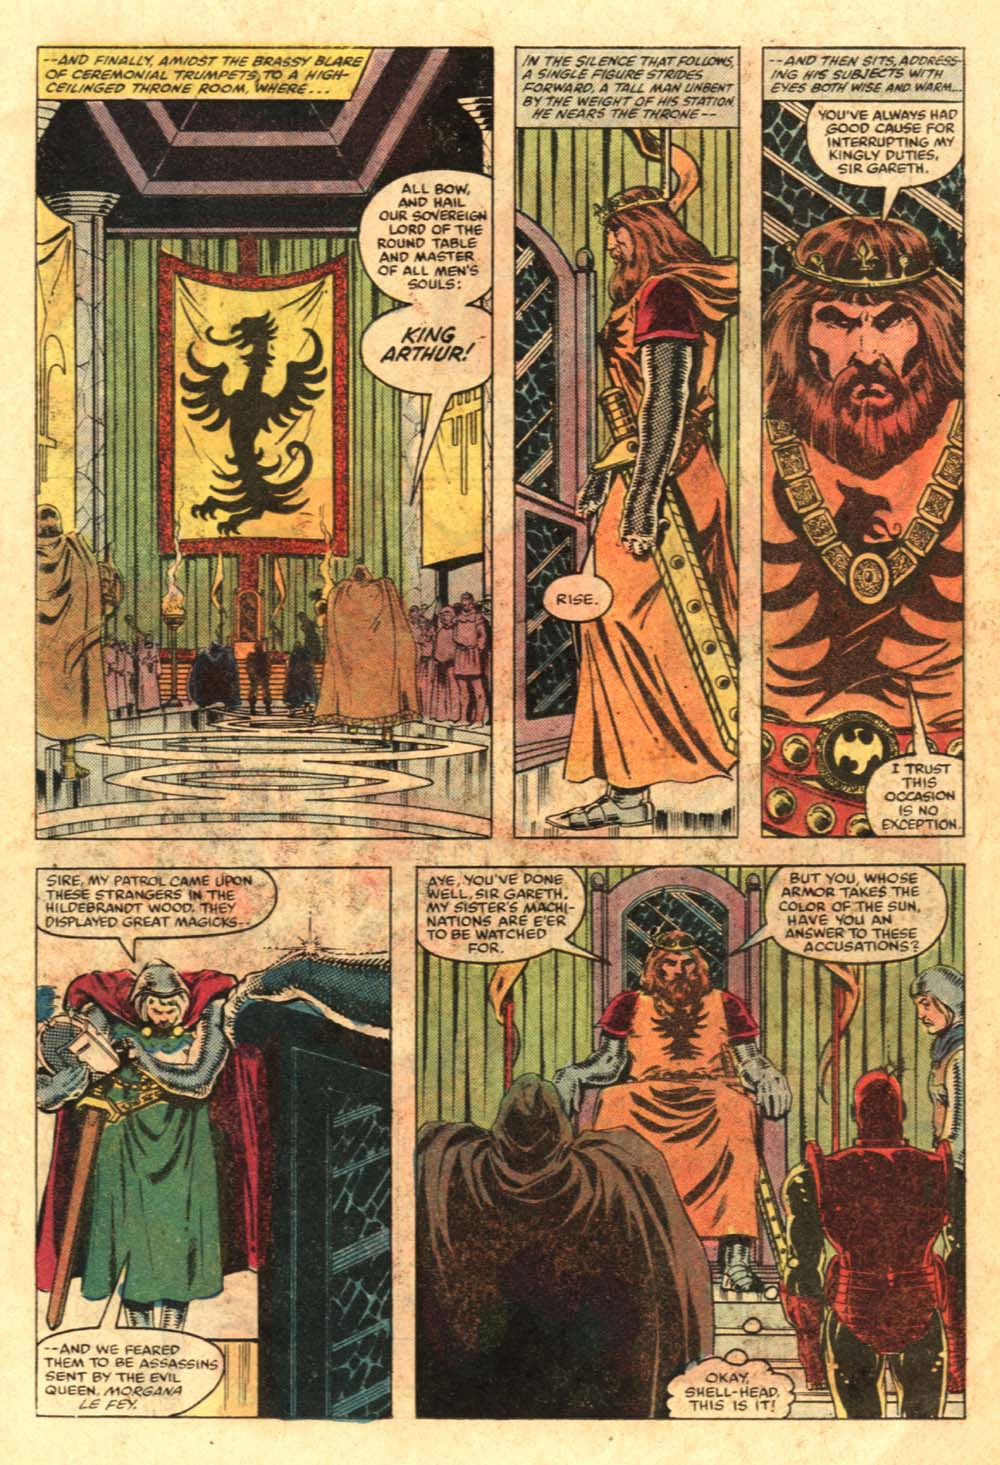 --AND FINALLY, AMIDST THE BRASSY BLARE
OF CEREMONIAL TRUMPETS, TO A HIGH-
CEILINGED THRONE ROOM, WHERE...
ALL BOW,
AND HAIL
OUR SOVEREIGN
LORD OF THE
ROUND TABLE
AND MASTER
OF ALL MEN'S
SOULS:
KING
ARTHUR!
IN THE SILENCE THAT FOLLOWS,
A SINGLE FIGURE STRIDES
FORWARD, A TALL MAN UNBENT
BY THE WEIGHT OF HIS STATION.
HE NEARS THE THRONE--
RISE.
--AND THEN SITS, ADDRESS-
ING HIS SUBJECTS WITH
EYES BOTH WISE AND WARM...
YOU'VE ALWAYS HAD
GOOD CAUSE FOR
INTERRUPTING MY
KINGLY DUTIES,
SIR GARETH.
I TRUST
THIS
OCCASION
IS NO
EXCEPTION.
SIRE, MY PATROL CAME UPON
THESE STRANGERS IN THE
HILDEBRANDT WOOD. THEY
DISPLAYED GREAT MAGICKS--
--AND WE FEARED
THEM TO BE ASSASSINS
SENT BY THE EVIL
QUEEN, MORGANA
LE FEY.
AYE, YOU'VE DONE
WELL, SIR GARETH.
MY SISTER'S MACHI-
NATIONS ARE E'ER
TO BE WATCHED
FOR.
BUT YOU, WHOSE
ARMOR TAKES THE
COLOR OF THE SUN,
HAVE YOU AN
ANSWER TO THESE
ACCUSATIONS?
OKAY,
SHELL-HEAD,
THIS IS IT!